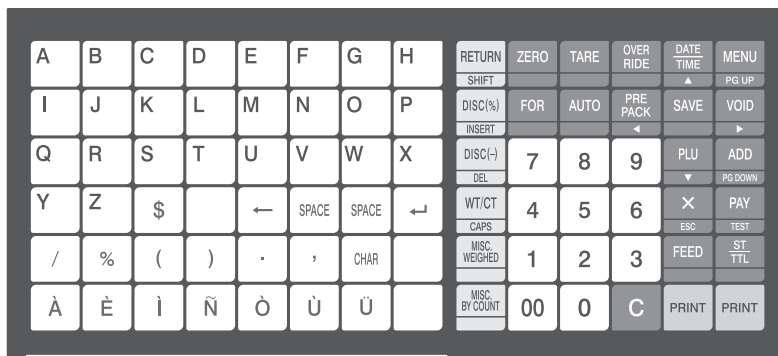 A B C D E F G H RETURN ZERO TARE OVER RIDE DATE TIME MENU
SHIFT ▲ PG UP
I J K L M N O P DISC(%) FOR AUTO PRE PACK SAVE VOID
INSERT ◀ ▶
Q R S T U V W X DISC(–) 7 8 9 PLU ADD
DEL ▼ PG DOWN
Y Z $ ← SPACE SPACE ↵ WT/CT 4 5 6 × PAY
CAPS ESC TEST
/ % ( ) · , CHAR MISC. WEIGHED 1 2 3 FEED ST TTL
À È Ì Ñ Ò Ù Ü MISC. BY COUNT 00 0 C PRINT PRINT